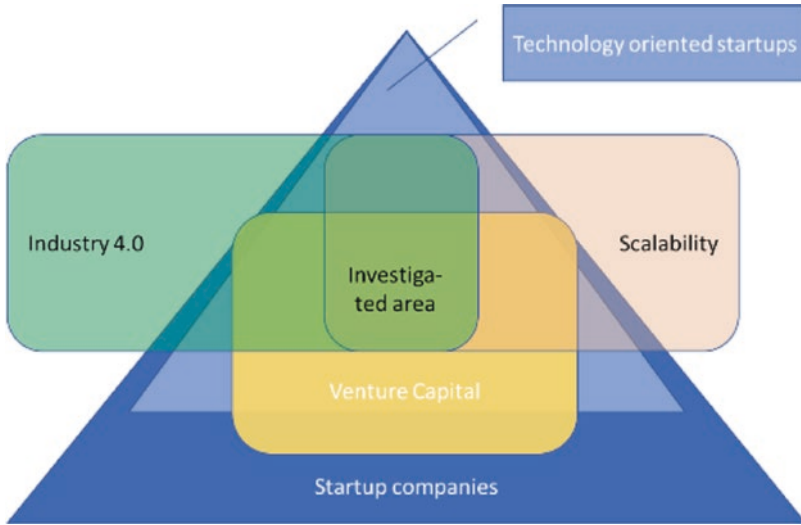 Technology oriented startups
Industry 4.0
Investiga-
ted area
Scalability
Venture Capital
Startup companies